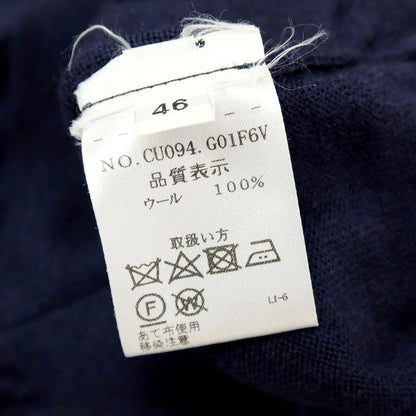 46
NO.CU094.G01F6V
品質表示
ウール 100%
取扱い方
F W
LI-6
あて布使用
移染注意